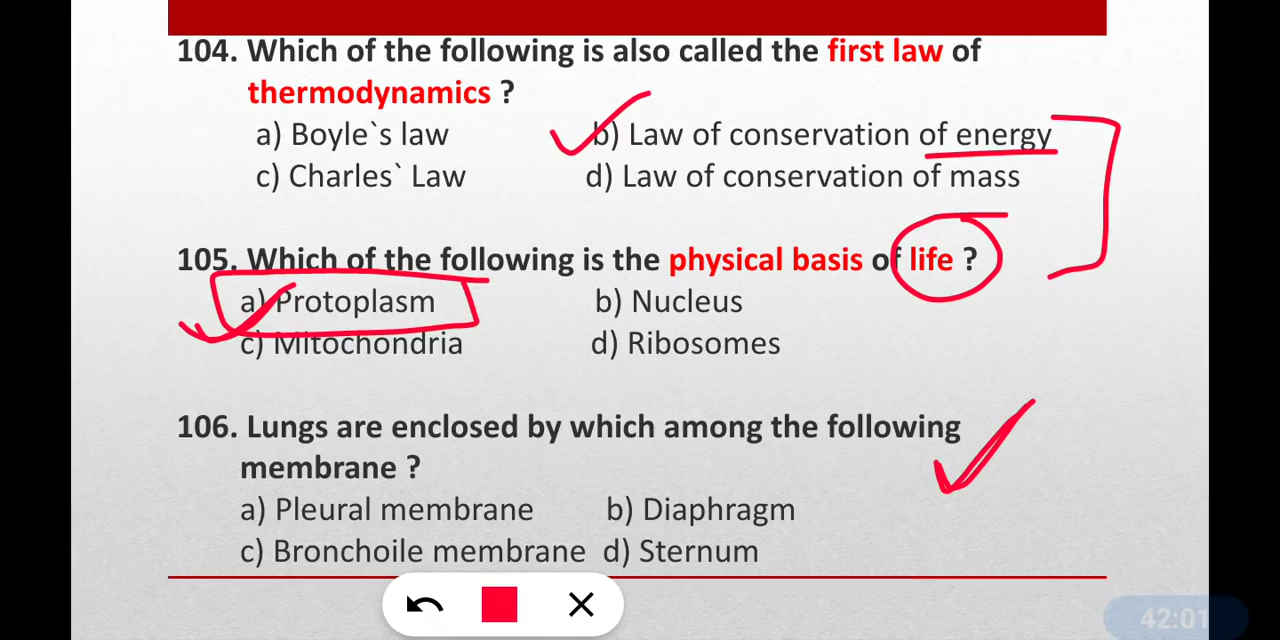 104. Which of the following is also called the first law of
thermodynamics ?
a) Boyle`s law b) Law of conservation of energy
c) Charles` Law d) Law of conservation of mass
105. Which of the following is the physical basis of life ?
a) Protoplasm b) Nucleus
c) Mitochondria d) Ribosomes
106. Lungs are enclosed by which among the following
membrane ?
a) Pleural membrane b) Diaphragm
c) Bronchoile membrane d) Sternum
42:01